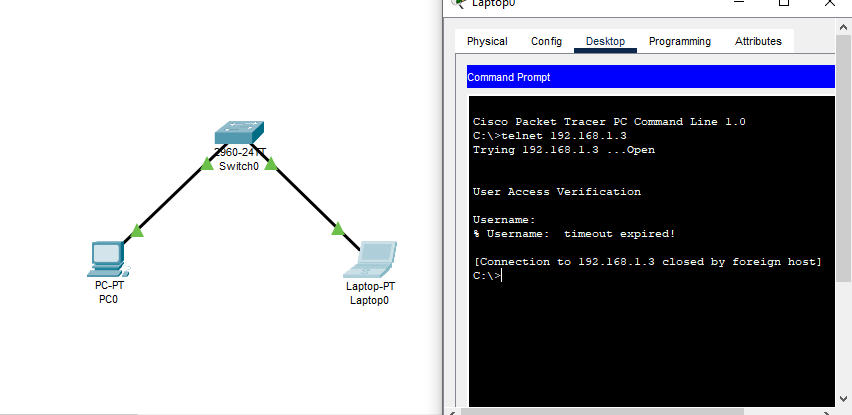 Laptop0
Physical Config Desktop Programming Attributes
Command Prompt
Cisco Packet Tracer PC Command Line 1.0
C:\>telnet 192.168.1.3
Trying 192.168.1.3 ...Open
User Access Verification
Username:
% Username:  timeout expired!
[Connection to 192.168.1.3 closed by foreign host]
C:\>
2960-24TT
Switch0
PC-PT
PC0
Laptop-PT
Laptop0